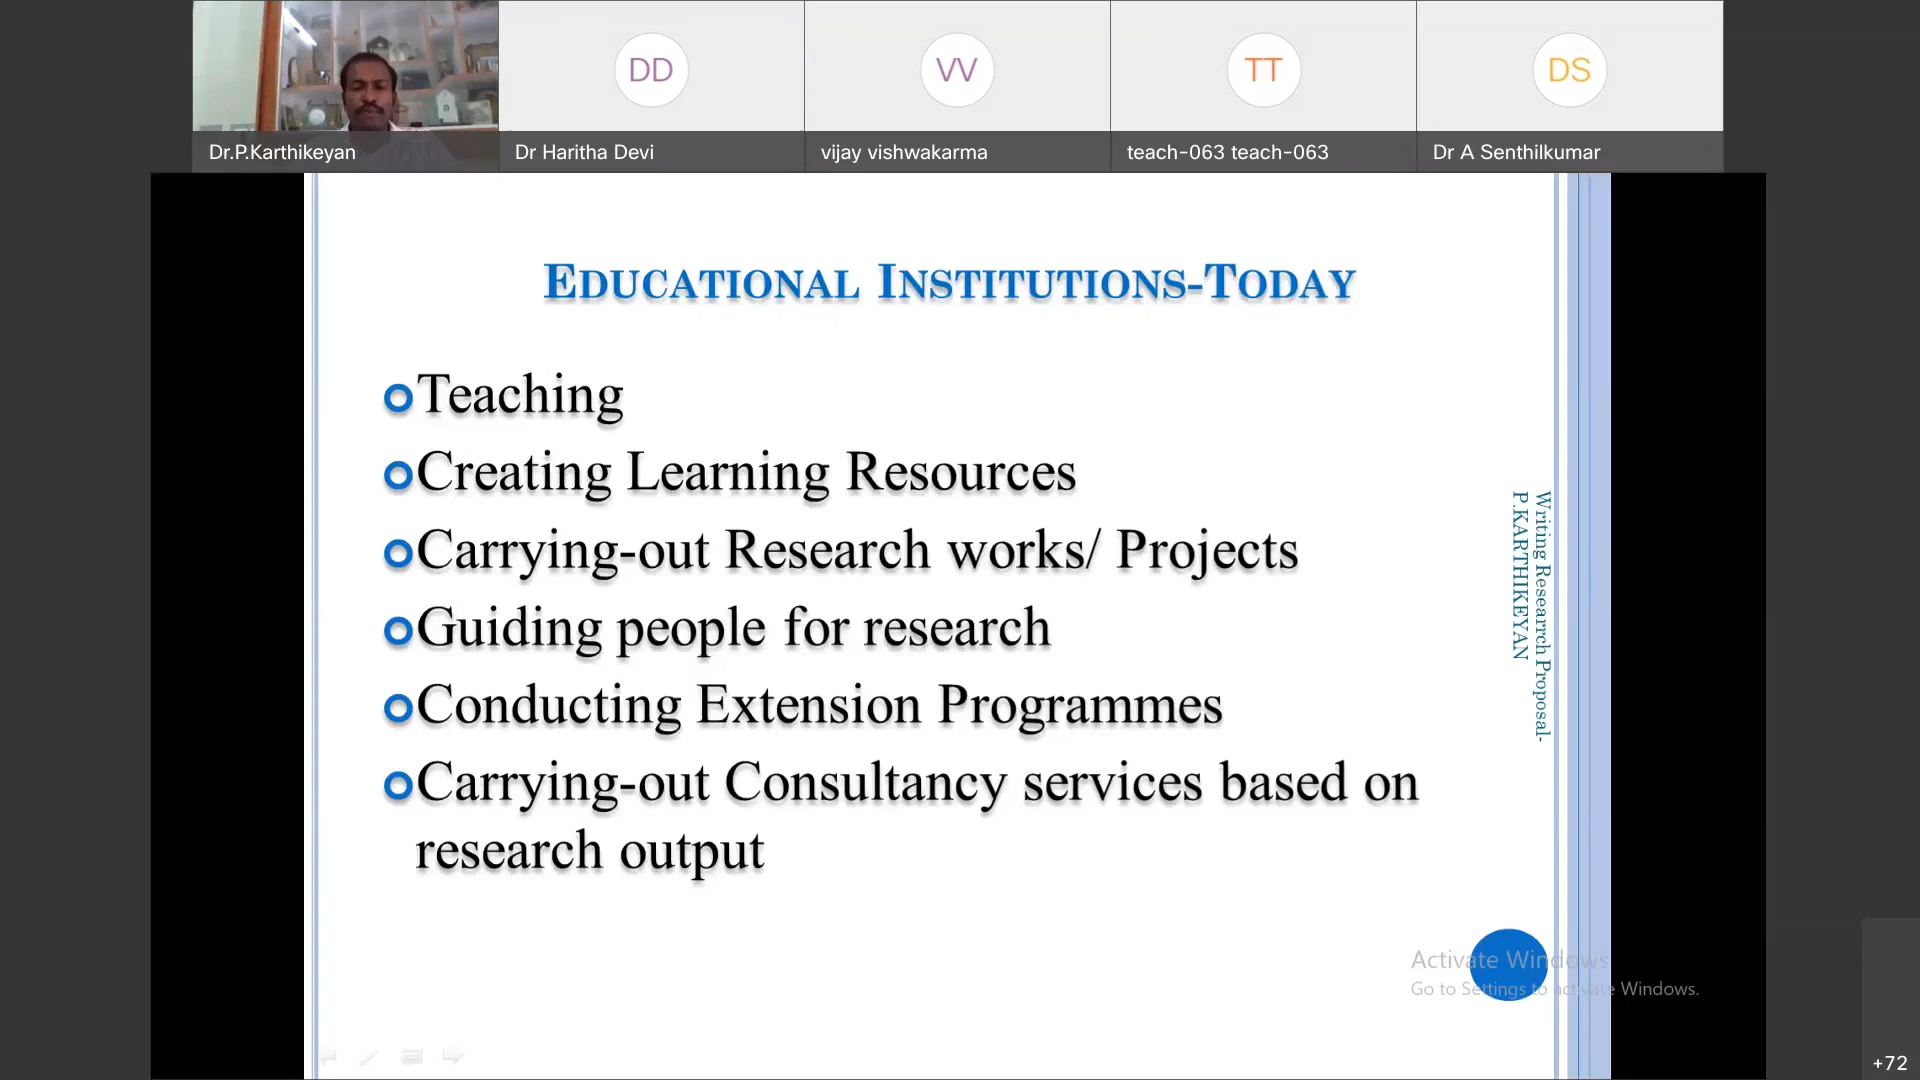 DD
VV
TT
DS
Dr.P.Karthikeyan
Dr Haritha Devi
vijay vishwakarma
teach-063 teach-063
Dr A Senthilkumar
EDUCATIONAL INSTITUTIONS-TODAY
Teaching
Creating Learning Resources
Carrying-out Research works/ Projects
Guiding people for research
Conducting Extension Programmes
Carrying-out Consultancy services based on
research output
Writing Researrch Proposal-
P.KARTHIKEYAN
Activate Windows
Go to Settings to activate Windows.
+72